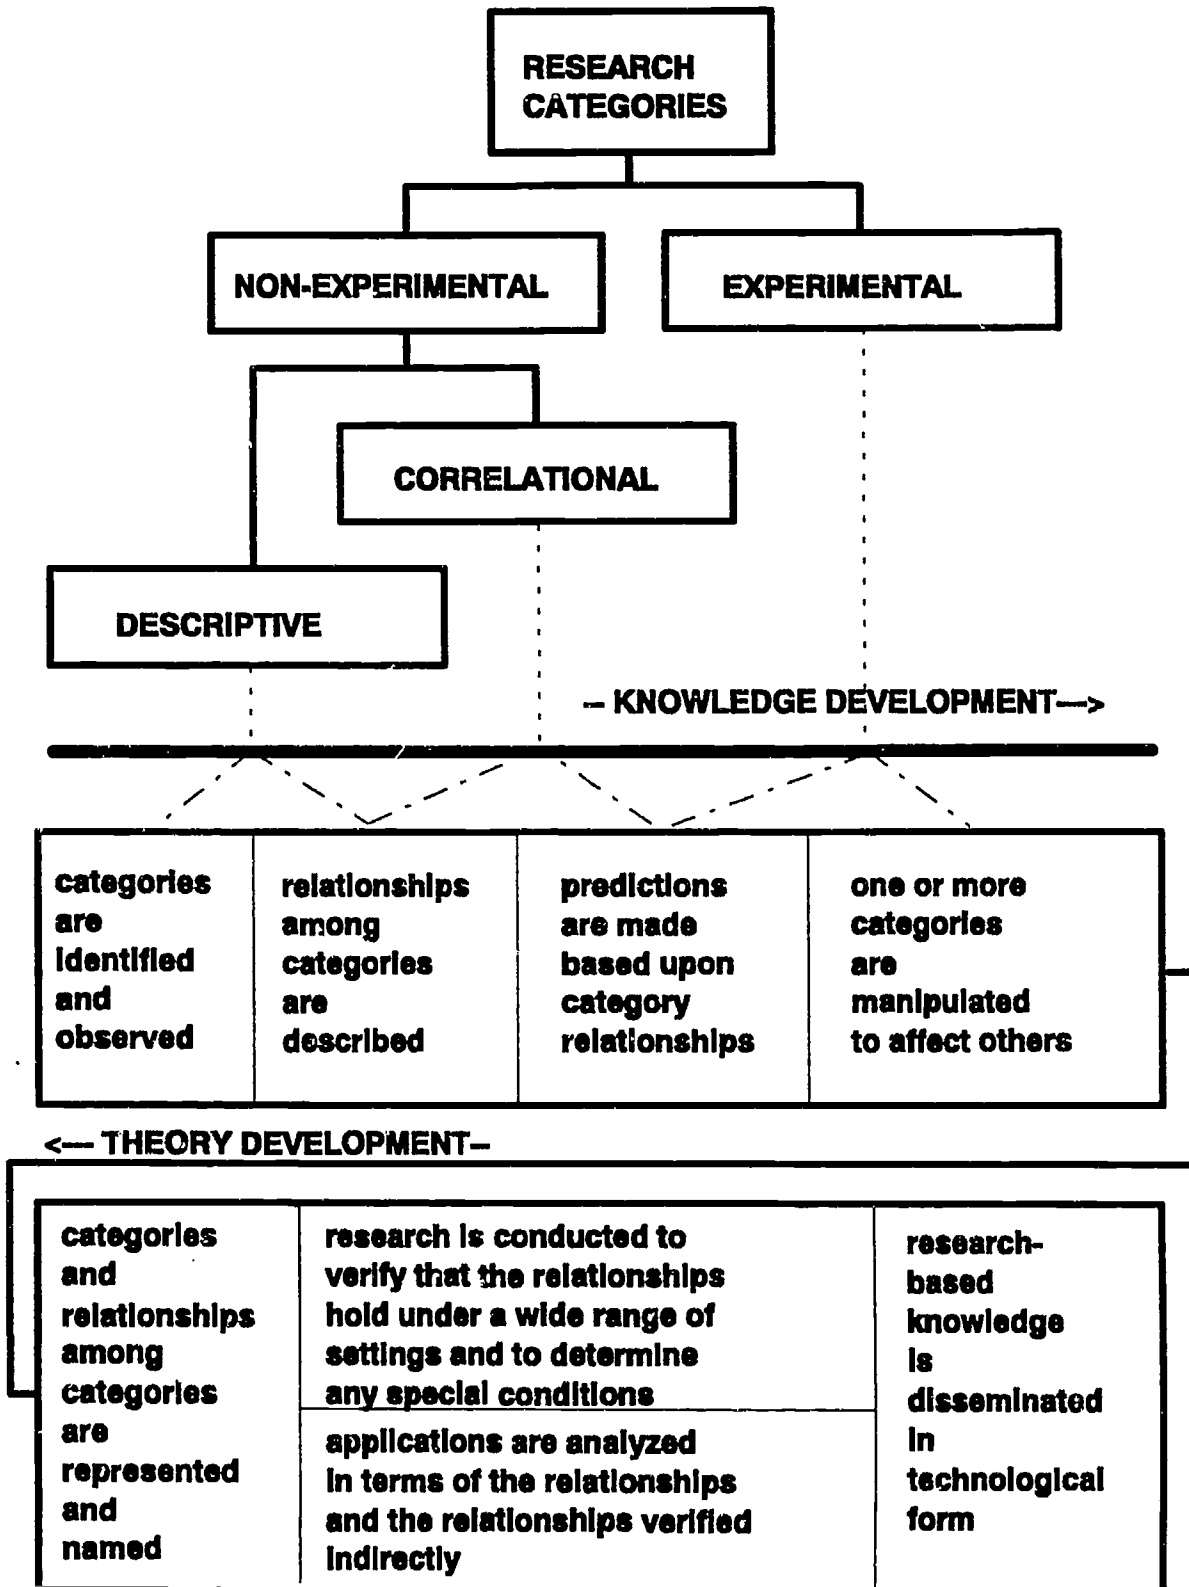 RESEARCH
CATEGORIES
NON-EXPERIMENTAL
EXPERIMENTAL
CORRELATIONAL
DESCRIPTIVE
-- KNOWLEDGE DEVELOPMENT--->
categories
are
identified
and
observed
relationships
among
categories
are
described
predictions
are made
based upon
category
relationships
one or more
categories
are
manipulated
to affect others
<--- THEORY DEVELOPMENT--
categories
and
relationships
among
categories
are
represented
and
named
research is conducted to
verify that the relationships
hold under a wide range of
settings and to determine
any special conditions
applications are analyzed
in terms of the relationships
and the relationships verified
indirectly
research-
based
knowledge
is
disseminated
in
technological
form